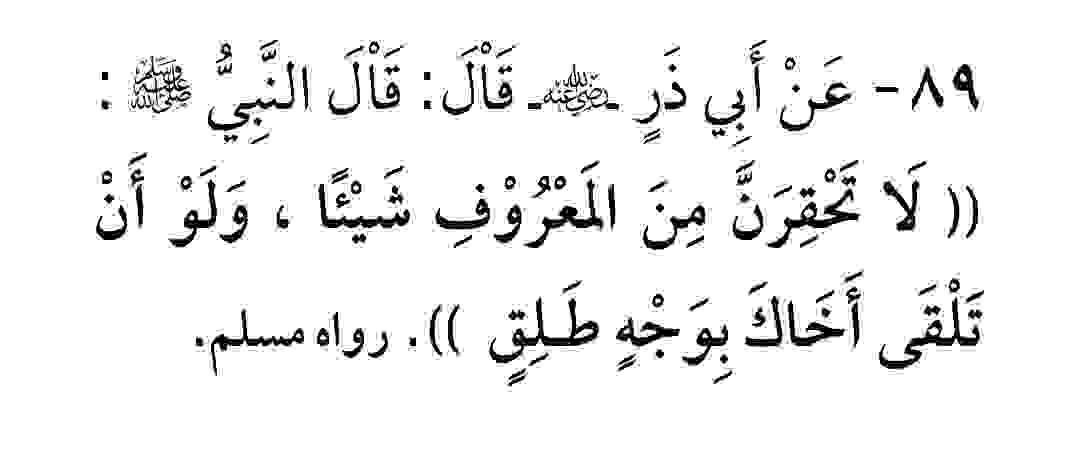 ٨٩- عَنْ أَبِي ذَرٍ ـ رضي الله عنه ـ قَالَ: قَالَ النَّبِيُّ ﷺ :
(( لَا تَحْقِرَنَّ مِنَ المَعْرُوْفِ شَيْئًا ، وَلَوْ أَنْ
تَلْقَى أَخَاكَ بِوَجْهٍ طَلِقٍ )). رواه مسلم.